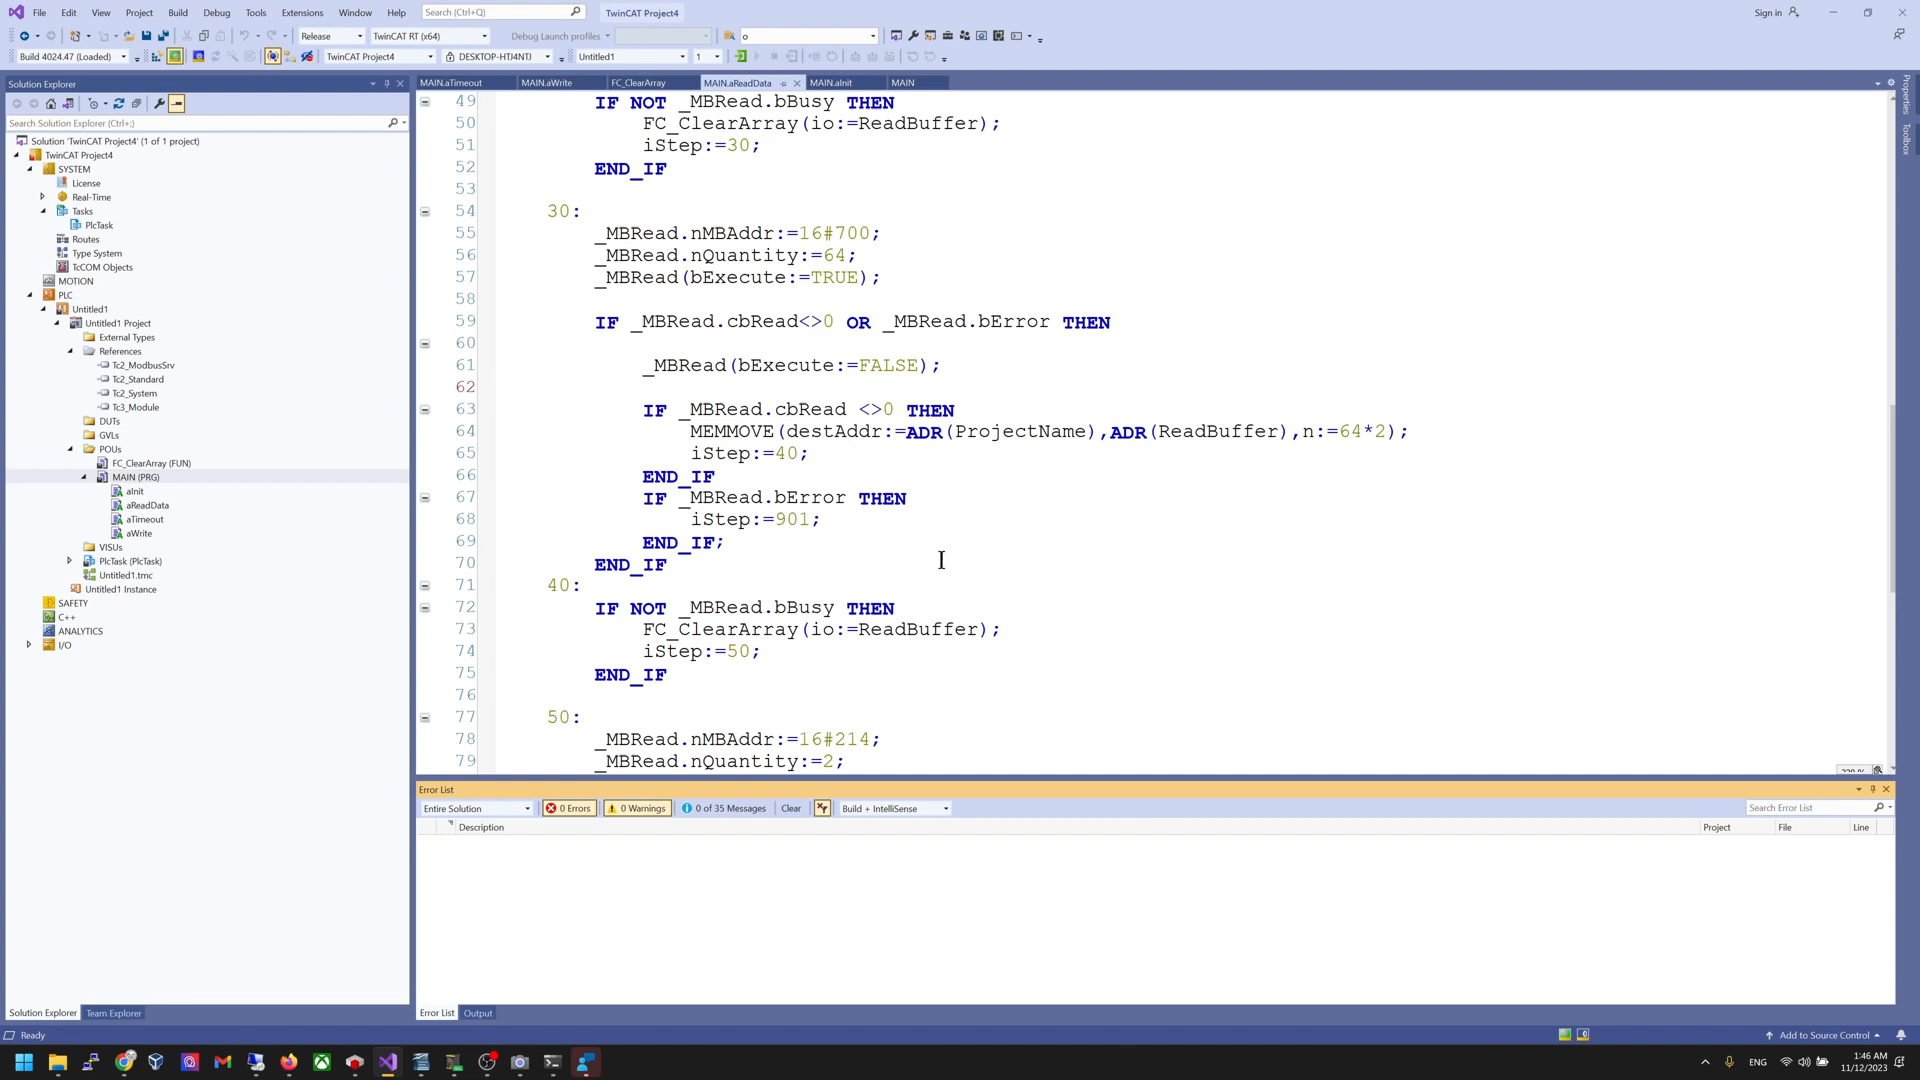 File Edit View Project Build Debug Tools Extensions Window Help Search (Ctrl+Q) TwinCAT Project4 Sign in
Release TwinCAT RT (x64) Debug Launch profiles o
Build 4024.47 (Loaded) TwinCAT Project4 DESKTOP-HTJ4NTJ Untitled1 1
Solution Explorer
Search Solution Explorer (Ctrl+;)
Solution 'TwinCAT Project4' (1 of 1 project)
TwinCAT Project4
SYSTEM
License
Real-Time
Tasks
PlcTask
Routes
Type System
TcCOM Objects
MOTION
PLC
Untitled1
Untitled1 Project
External Types
References
Tc2_ModbusSrv
Tc2_Standard
Tc2_System
Tc3_Module
DUTs
GVLs
POUs
FC_ClearArray (FUN)
MAIN (PRG)
aInit
aReadData
aTimeout
aWrite
VISUs
PlcTask (PlcTask)
Untitled1.tmc
Untitled1 Instance
SAFETY
C++
ANALYTICS
I/O
Solution Explorer Team Explorer
MAIN.aTimeout MAIN.aWrite FC_ClearArray MAIN.aReadData MAIN.aInit MAIN
49 IF NOT _MBRead.bBusy THEN
50 FC_ClearArray(io:=ReadBuffer);
51 iStep:=30;
52 END_IF
53
54 30:
55 _MBRead.nMBAddr:=16#700;
56 _MBRead.nQuantity:=64;
57 _MBRead(bExecute:=TRUE);
58
59 IF _MBRead.cbRead<>0 OR _MBRead.bError THEN
60
61 _MBRead(bExecute:=FALSE);
62
63 IF _MBRead.cbRead <>0 THEN
64 MEMMOVE(destAddr:=ADR(ProjectName),ADR(ReadBuffer),n:=64*2);
65 iStep:=40;
66 END_IF
67 IF _MBRead.bError THEN
68 iStep:=901;
69 END_IF;
70 END_IF
71 40:
72 IF NOT _MBRead.bBusy THEN
73 FC_ClearArray(io:=ReadBuffer);
74 iStep:=50;
75 END_IF
76
77 50:
78 _MBRead.nMBAddr:=16#214;
79 _MBRead.nQuantity:=2;
Properties
Toolbox
Error List
Entire Solution 0 Errors 0 Warnings 0 of 35 Messages Clear Build + IntelliSense Search Error List
Description Project File Line
Error List Output
Ready Add to Source Control
ENG 1:46 AM
11/12/2023